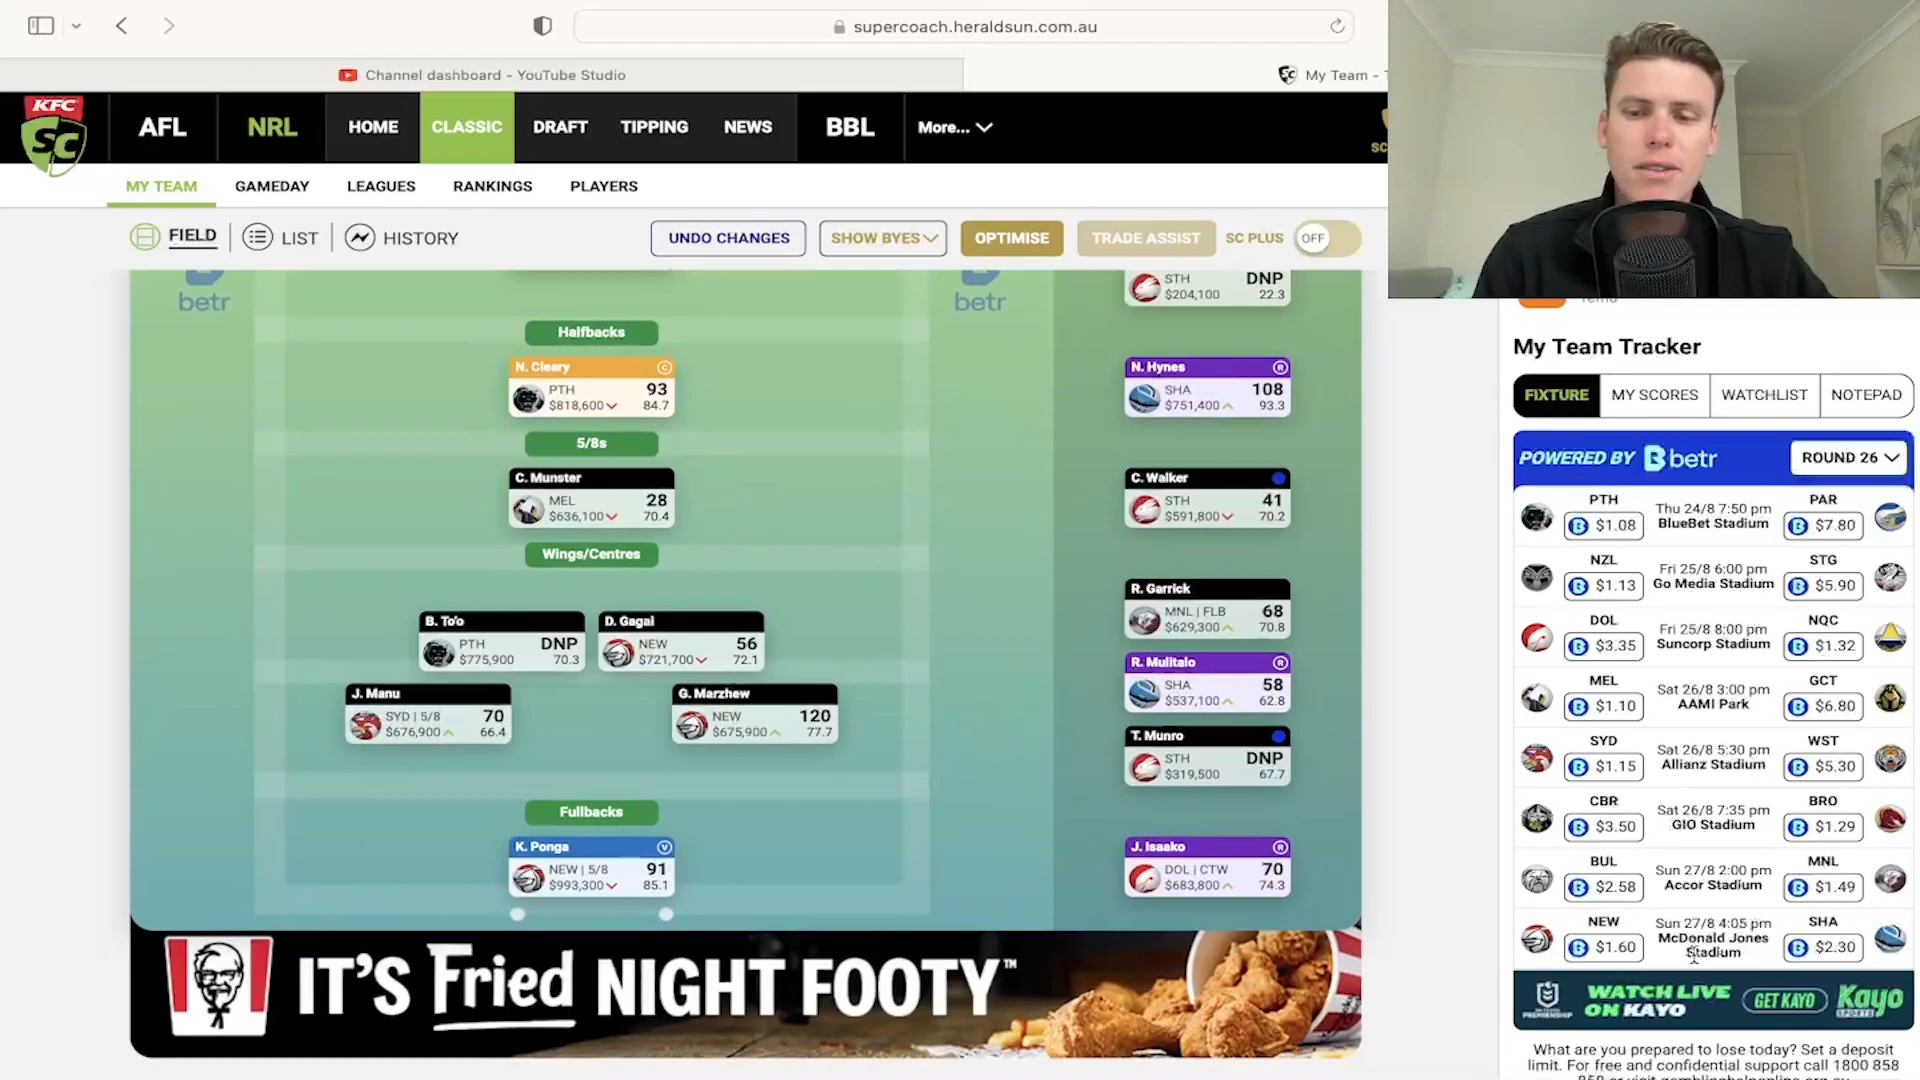 supercoach.heraldsun.com.au
Channel dashboard - YouTube Studio
My Team -
KFC
SC
AFL
NRL
HOME
CLASSIC
DRAFT
TIPPING
NEWS
BBL
More...
SC
MY TEAM
GAMEDAY
LEAGUES
RANKINGS
PLAYERS
FIELD
LIST
HISTORY
UNDO CHANGES
SHOW BYES
OPTIMISE
TRADE ASSIST
SC PLUS
OFF
betr
betr
STH DNP
$204,100 22.3
Halfbacks
N. Cleary C
PTH 93
$818,600 84.7
N. Hynes R
SHA 108
$751,400 93.3
5/8s
C. Munster
MEL 28
$636,100 70.4
C. Walker
STH 41
$591,800 70.2
Wings/Centres
R. Garrick
MNL | FLB 68
$629,300 70.8
B. To'o
PTH DNP
$775,900 70.3
D. Gagai
NEW 56
$721,700 72.1
R. Mulitalo R
SHA 58
$537,100 62.8
J. Manu
SYD | 5/8 70
$676,900 66.4
G. Marzhew
NEW 120
$675,900 77.7
T. Munro
STH DNP
$319,500 67.7
Fullbacks
K. Ponga V
NEW | 5/8 91
$993,300 85.1
J. Isaako R
DOL | CTW 70
$683,800 74.3
KFC
IT'S Fried NIGHT FOOTY™
My Team Tracker
FIXTURE
MY SCORES
WATCHLIST
NOTEPAD
POWERED BY betr
ROUND 26
PTH Thu 24/8 7:50 pm PAR
$1.08 BlueBet Stadium $7.80
NZL Fri 25/8 6:00 pm STG
$1.13 Go Media Stadium $5.90
DOL Fri 25/8 8:00 pm NQC
$3.35 Suncorp Stadium $1.32
MEL Sat 26/8 3:00 pm GCT
$1.10 AAMI Park $6.80
SYD Sat 26/8 5:30 pm WST
$1.15 Allianz Stadium $5.30
CBR Sat 26/8 7:35 pm BRO
$3.50 GIO Stadium $1.29
BUL Sun 27/8 2:00 pm MNL
$2.58 Accor Stadium $1.49
NEW Sun 27/8 4:05 pm SHA
$1.60 McDonald Jones Stadium $2.30
WATCH LIVE
ON KAYO
GET KAYO
Kayo
SPORTS
What are you prepared to lose today? Set a deposit
limit. For free and confidential support call 1800 858